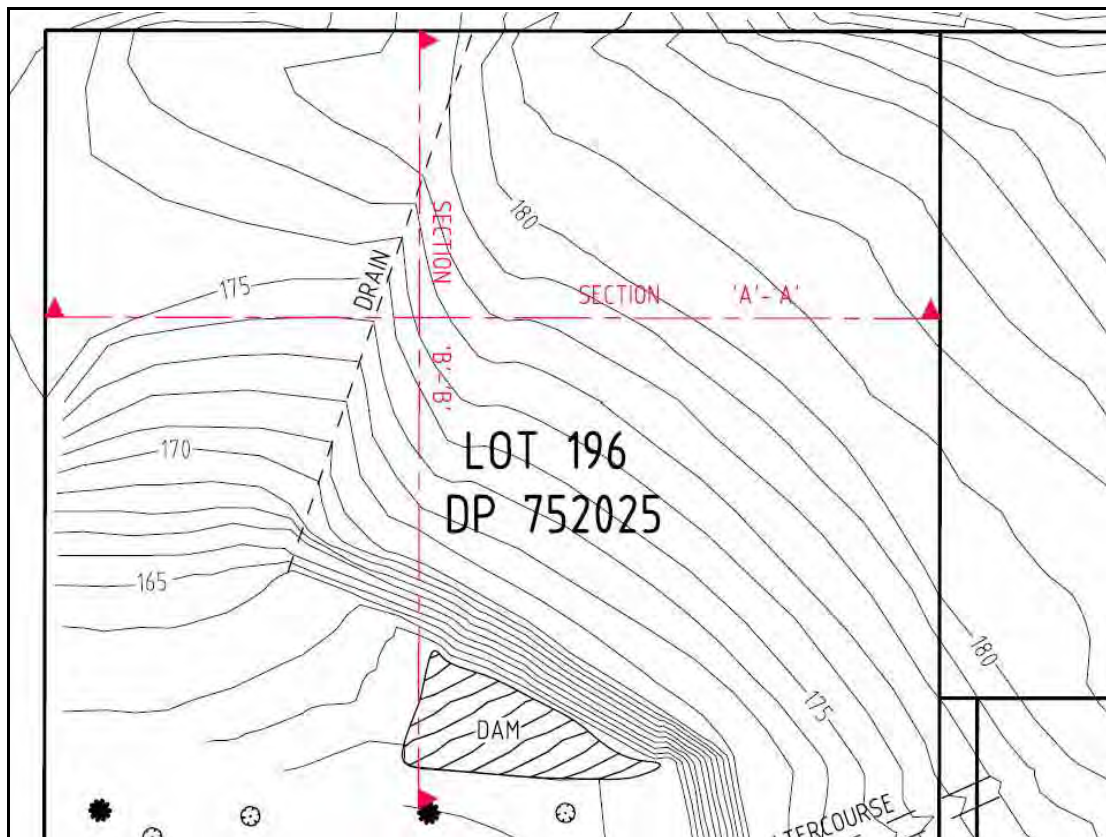 180
SECTION
DRAIN
175
SECTION 'A'-'A'
'B'-'B'
LOT 196
DP 752025
170
165
180
175
DAM